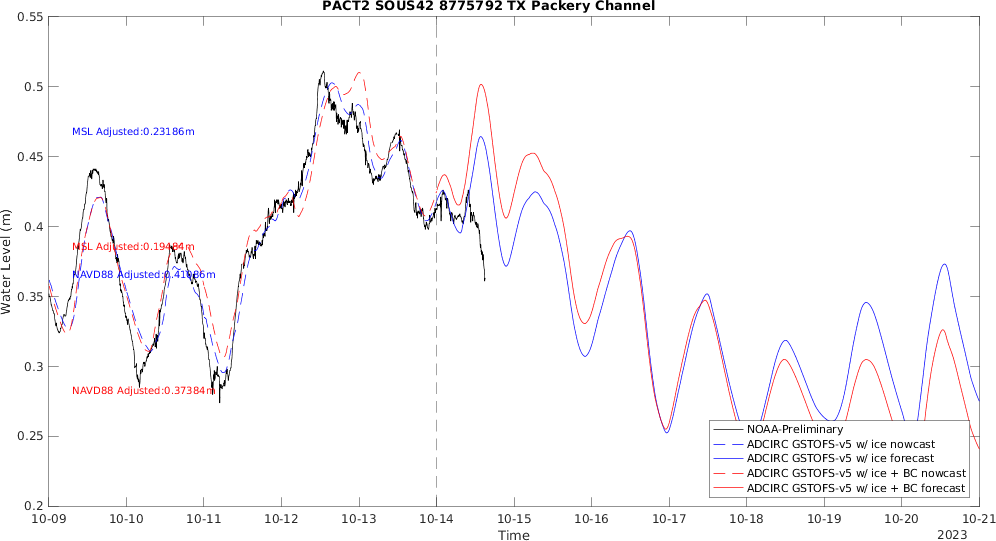 PACT2 SOUS42 8775792 TX Packery Channel
0.55
0.5
0.45
0.4
0.35
0.3
0.25
0.2
Water Level (m)
MSL Adjusted:0.23186m
MSL Adjusted:0.19484m
NAVD88 Adjusted:0.41086m
NAVD88 Adjusted:0.37384m
NOAA-Preliminary
ADCIRC GSTOFS-v5 w/ ice nowcast
ADCIRC GSTOFS-v5 w/ ice forecast
ADCIRC GSTOFS-v5 w/ ice + BC nowcast
ADCIRC GSTOFS-v5 w/ ice + BC forecast
10-09 10-10 10-11 10-12 10-13 10-14 10-15 10-16 10-17 10-18 10-19 10-20 10-21
Time
2023